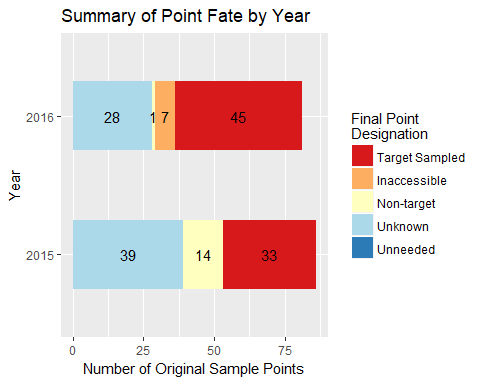 Summary of Point Fate by Year
2016
28
1
7
45
Year
2015
39
14
33
0
25
50
75
Number of Original Sample Points
Final Point
Designation
Target Sampled
Inaccessible
Non-target
Unknown
Unneeded